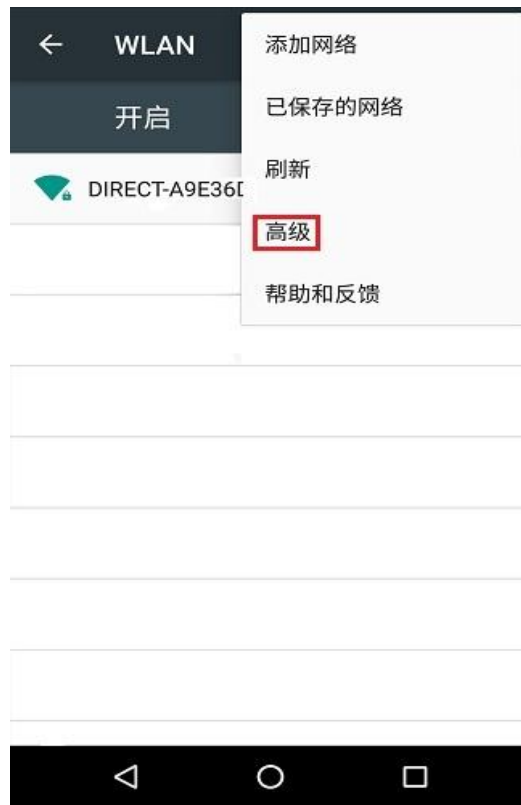 WLAN
开启
DIRECT-A9E36D
添加网络
已保存的网络
刷新
高级
帮助和反馈